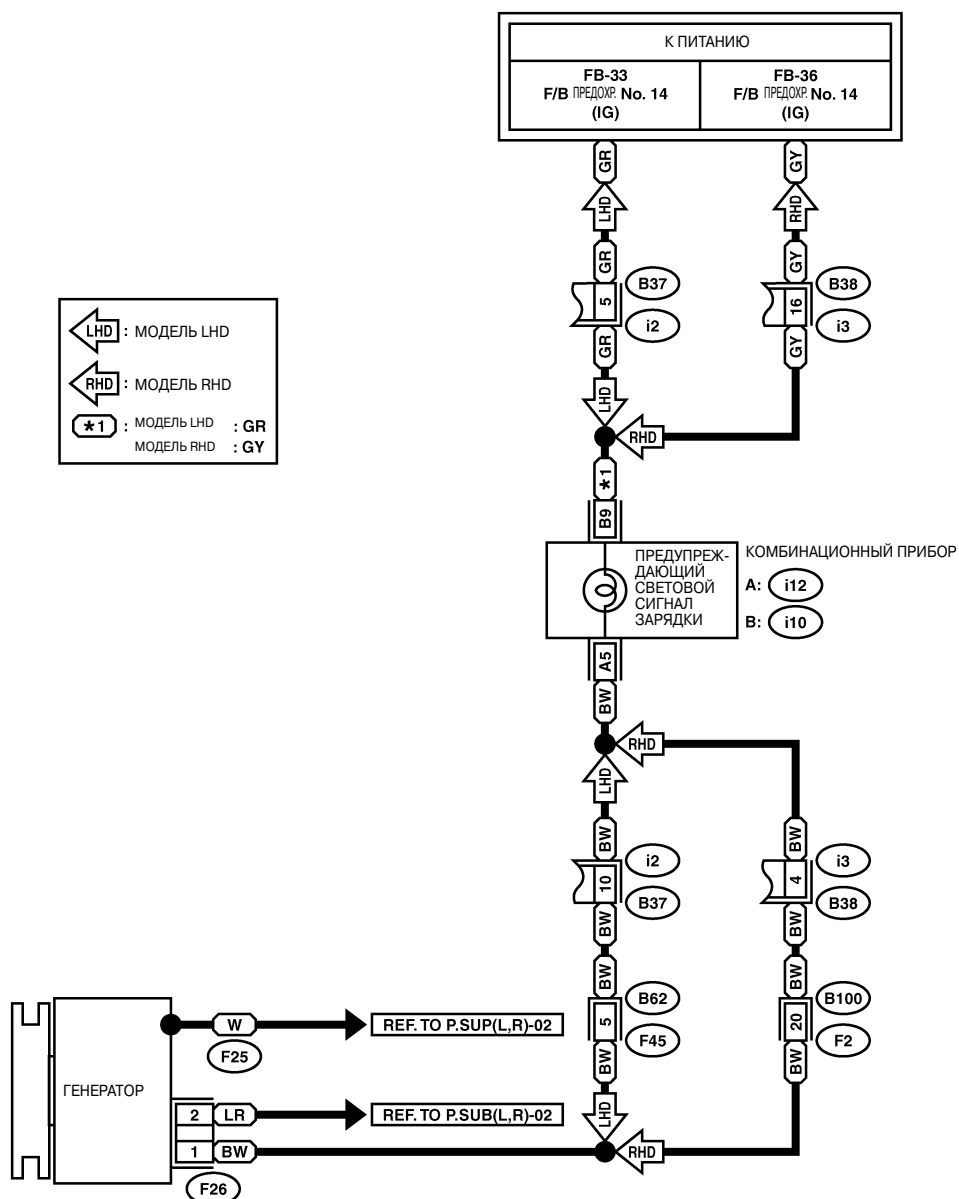 К ПИТАНИЮ
FB-33
F/B ПРЕДОХР. No. 14
(IG)
FB-36
F/B ПРЕДОХР. No. 14
(IG)
GR
GY
LHD
RHD
GR
GY
5
B37
i2
16
B38
i3
GR
GY
LHD
RHD
LHD : МОДЕЛЬ LHD
RHD : МОДЕЛЬ RHD
*1 : МОДЕЛЬ LHD : GR
МОДЕЛЬ RHD : GY
*1
B9
ПРЕДУПРЕЖ-
ДАЮЩИЙ
СВЕТОВОЙ
СИГНАЛ
ЗАРЯДКИ
КОМБИНАЦИОННЫЙ ПРИБОР
A: i12
B: i10
A5
BW
RHD
LHD
BW
BW
10
i2
B37
4
i3
B38
BW
BW
BW
BW
5
B62
F45
20
B100
F2
BW
BW
LHD
RHD
ГЕНЕРАТОР
W
REF. TO P.SUP(L,R)-02
F25
2 LR
REF. TO P.SUB(L,R)-02
1 BW
F26